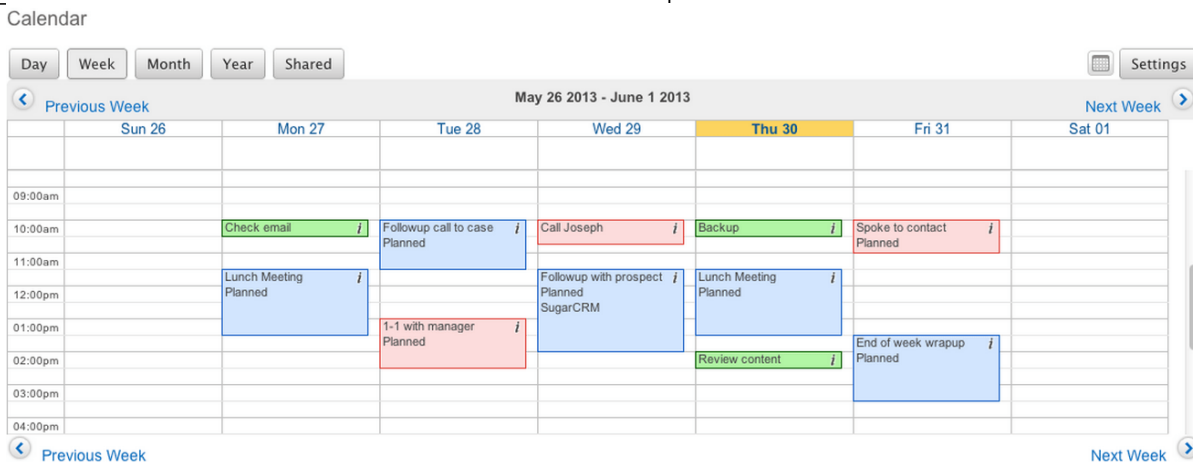 Calendar
Day Week Month Year Shared Settings
Previous Week May 26 2013 - June 1 2013 Next Week
Sun 26 Mon 27 Tue 28 Wed 29 Thu 30 Fri 31 Sat 01
09:00am
10:00am Check email i Followup call to case i Call Joseph i Backup i Spoke to contact i
Planned Planned
11:00am
Lunch Meeting i Followup with prospect i Lunch Meeting i
12:00pm Planned Planned Planned
SugarCRM
01:00pm 1-1 with manager i
Planned End of week wrapup i
02:00pm Review content i Planned
03:00pm
04:00pm
Previous Week Next Week